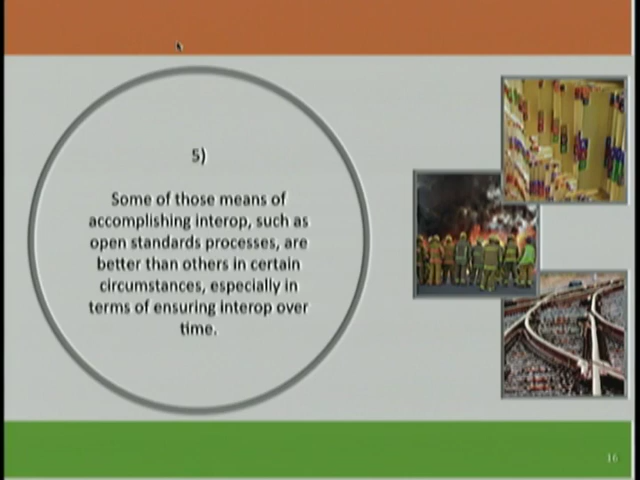 5)
Some of those means of
accomplishing interop, such as
open standards processes, are
better than others in certain
circumstances, especially in
terms of ensuring interop over
time.
16